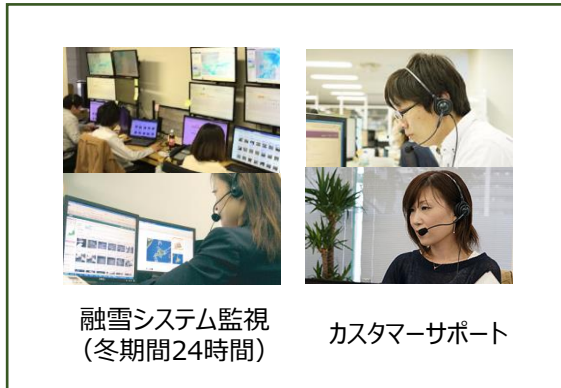 融雪システム監視
（冬期間24時間）
カスタマーサポート